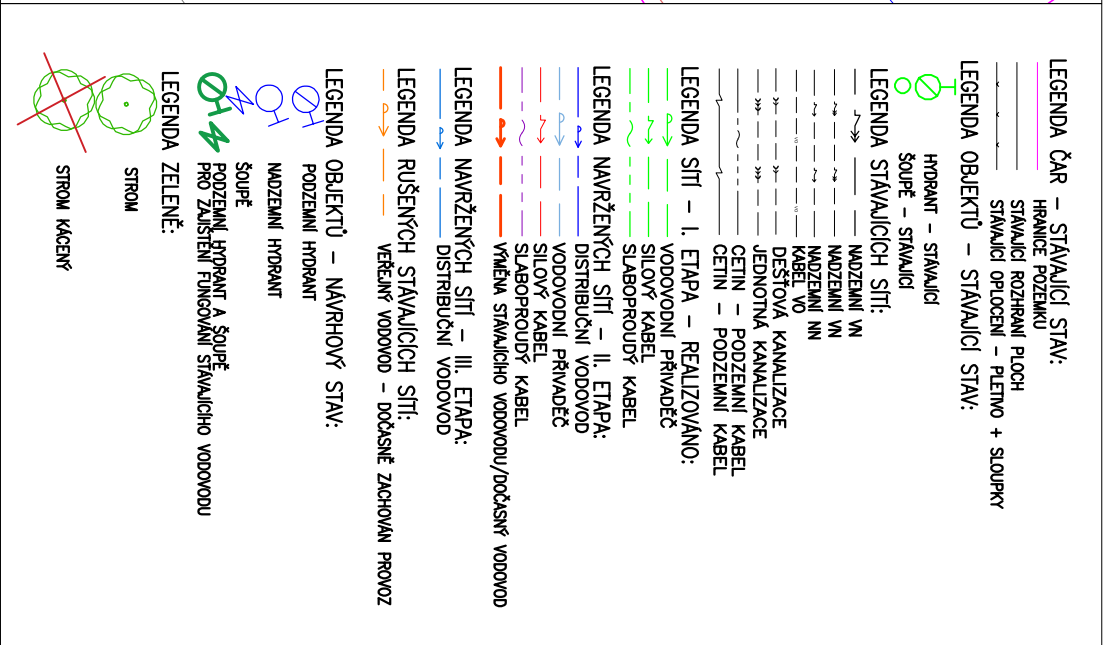 LEGENDA ČAR – STÁVAJÍCÍ STAV:
HRANICE POZEMKU
STÁVAJÍCÍ ROZHRANÍ PLOCH
STÁVAJÍCÍ OPLOCENÍ – PLETIVO + SLOUPKY
LEGENDA OBJEKTŮ – STÁVAJÍCÍ STAV:
HYDRANT – STÁVAJÍCÍ
ŠOUPĚ – STÁVAJÍCÍ
LEGENDA STÁVAJÍCÍCH SÍTÍ:
NADZEMNÍ VN
NADZEMNÍ VN
NADZEMNÍ NN
KABEL VO
DEŠŤOVÁ KANALIZACE
JEDNOTNÁ KANALIZACE
CETIN – PODZEMNÍ KABEL
CETIN – PODZEMNÍ KABEL
LEGENDA SÍTÍ – I. ETAPA – REALIZOVÁNO:
VODOVODNÍ PŘIVADĚČ
SILOVÝ KABEL
SLABOPROUDÝ KABEL
LEGENDA NAVRŽENÝCH SÍTÍ – II. ETAPA:
DISTRIBUČNÍ VODOVOD
VODOVODNÍ PŘIVADĚČ
SILOVÝ KABEL
SLABOPROUDÝ KABEL
VÝMĚNA STÁVAJÍCÍHO VODOVODU/DOČASNÝ VODOVOD
LEGENDA NAVRŽENÝCH SÍTÍ – III. ETAPA:
DISTRIBUČNÍ VODOVOD
LEGENDA RUŠENÝCH STÁVAJÍCÍCH SÍTÍ:
VEŘEJNÝ VODOVOD – DOČASNĚ ZACHOVÁN PROVOZ
LEGENDA OBJEKTŮ – NÁVRHOVÝ STAV:
PODZEMNÍ HYDRANT
NADZEMNÍ HYDRANT
ŠOUPĚ
PODZEMNÍ HYDRANT A ŠOUPĚ
PRO ZAJIŠTĚNÍ FUNGOVÁNÍ STÁVAJÍCÍHO VODOVODU
LEGENDA ZELENĚ:
STROM
STROM KÁCENÝ